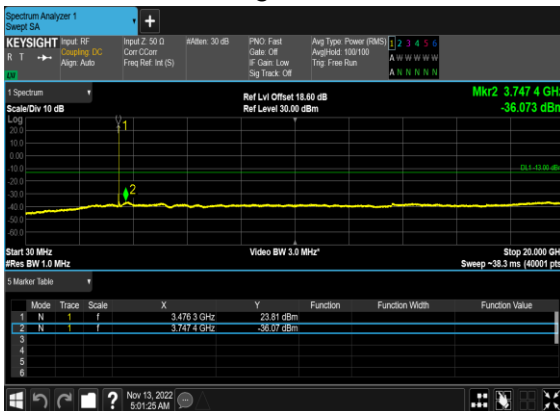 Spectrum Analyzer 1
Swept SA
KEYSIGHT Input: RF Input Z: 50 Ω #Atten: 30 dB PNO: Fast Avg Type: Power (RMS) 1 2 3 4 5 6
R T Coupling: DC Corr CCorr Gate: Off Avg|Hold: 100/100 A W W W W W
Align: Auto Freq Ref: Int (S) IF Gain: Low Trig: Free Run
Sig Track: Off A N N N N N
1 Spectrum Ref Lvl Offset 18.60 dB Mkr2 3.747 4 GHz
Scale/Div 10 dB Ref Level 30.00 dBm -36.073 dBm
Log
20.0
10.0
0.00
-10.0
DL1 -13.00 dBm
-20.0
-30.0
-40.0
-50.0
-60.0
1
2
Start 30 MHz Video BW 3.0 MHz* Stop 20.000 GHz
#Res BW 1.0 MHz Sweep ~38.3 ms (40001 pts)
5 Marker Table
Mode Trace Scale X Y Function Function Width Function Value
1 N 1 f 3.476 3 GHz 23.81 dBm
2 N 1 f 3.747 4 GHz -36.07 dBm
3
4
5
6
Nov 13, 2022
5:01:25 AM